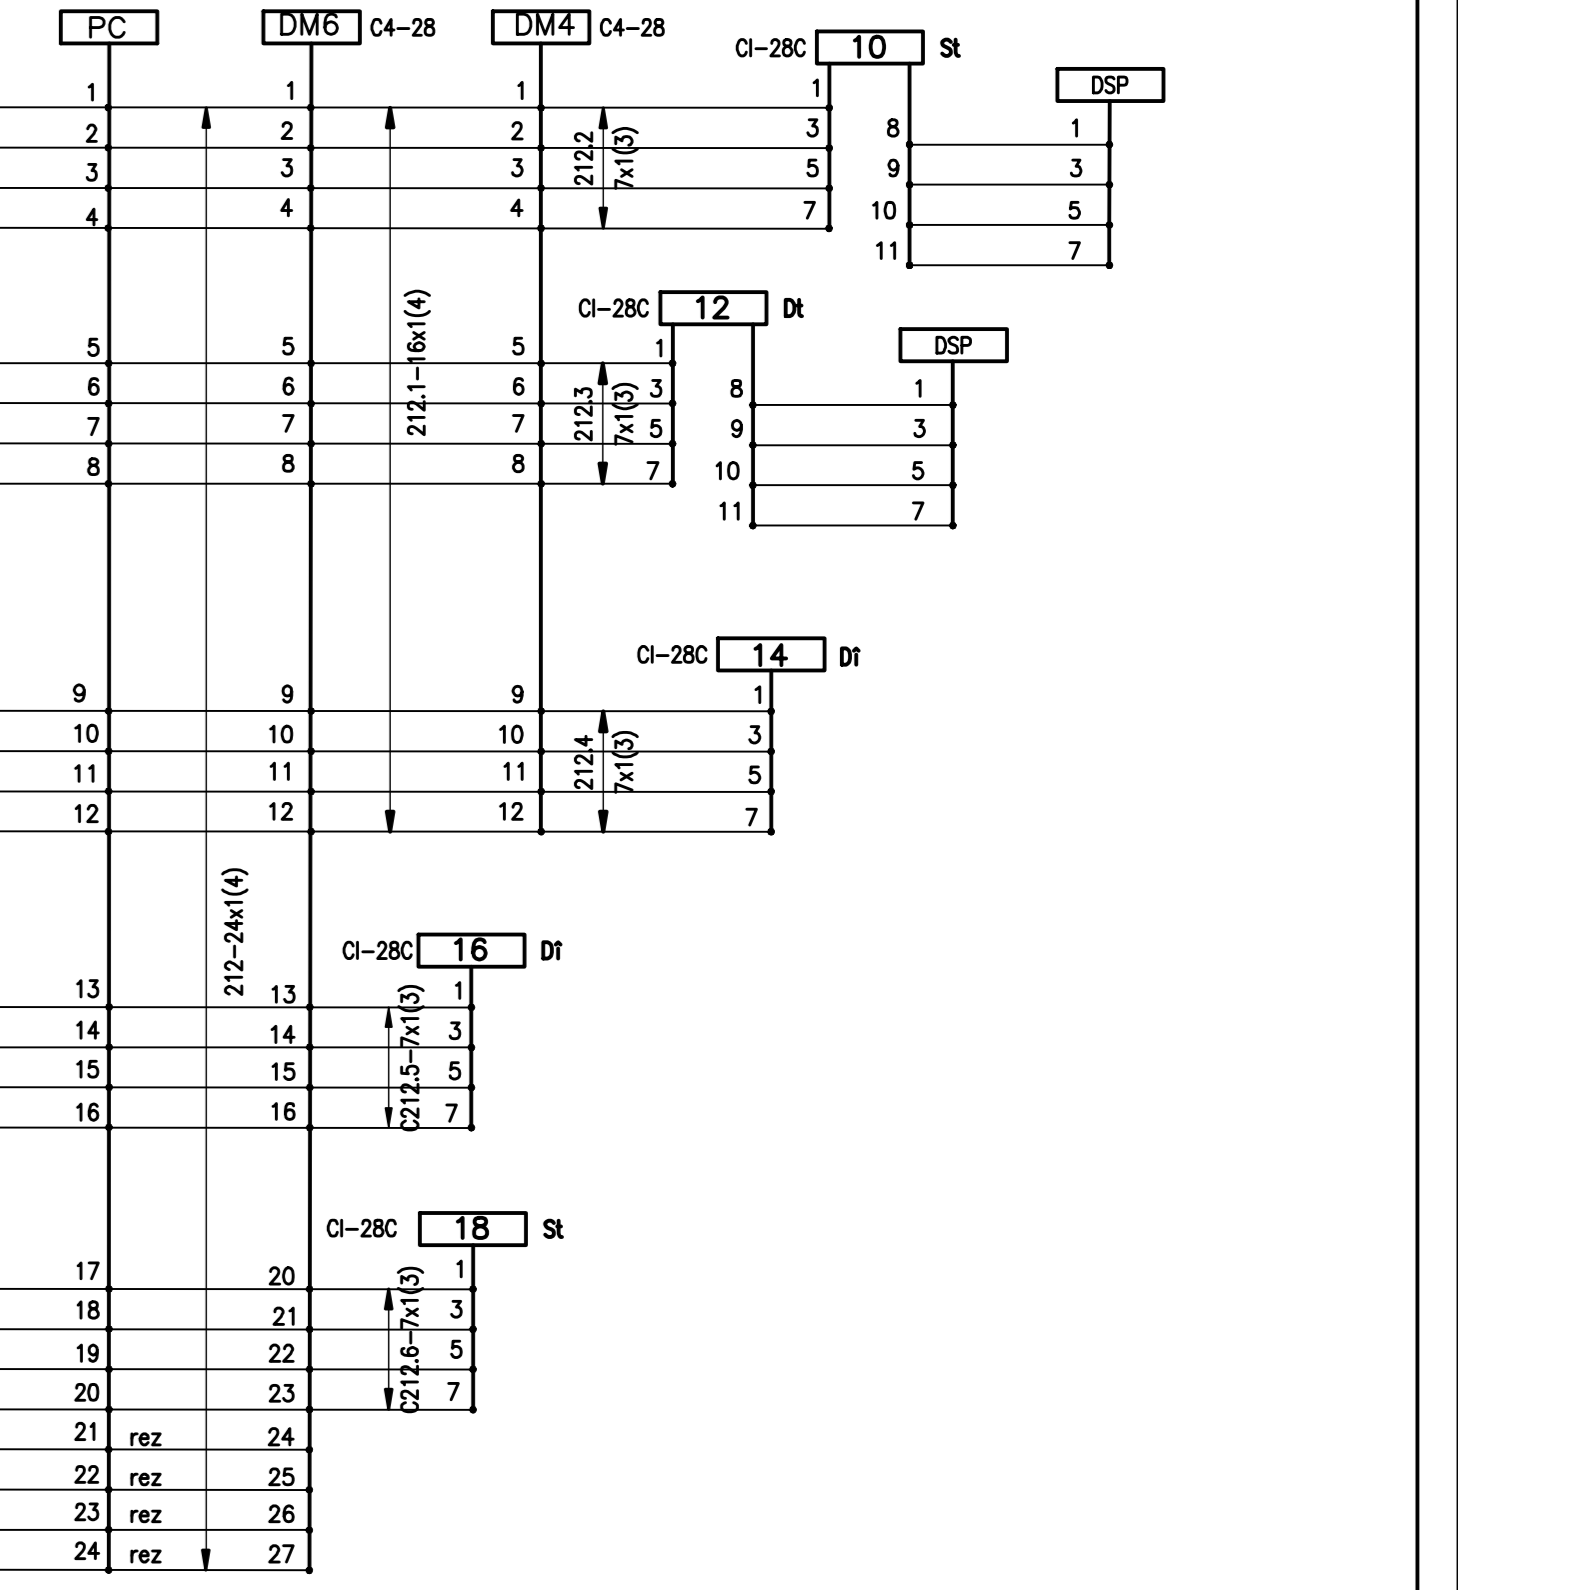 PC DM6 C4-28 DM4 C4-28
CI-28C 10 St
DSP
1 1 1 1
2 2 2 3 8 1
3 3 3 5 9 3
4 4 4 7 10 5
11 7
212.2
7x1(3)
212.1-16x1(4)
CI-28C 12 Dt
DSP
5 5 5 1
6 6 6 3 8 1
7 7 7 5 9 3
8 8 8 7 10 5
11 7
212.3
7x1(3)
CI-28C 14 Dî
9 9 9 1
10 10 10 3
11 11 11 5
12 12 12 7
212.4
7x1(3)
212-24x1(4)
CI-28C 16 Dî
13 13 1
14 14 3
15 15 5
16 16 7
C212.5-7x1(3)
CI-28C 18 St
17 20 1
18 21 3
19 22 5
20 23 7
C212.6-7x1(3)
21 rez 24
22 rez 25
23 rez 26
24 rez 27